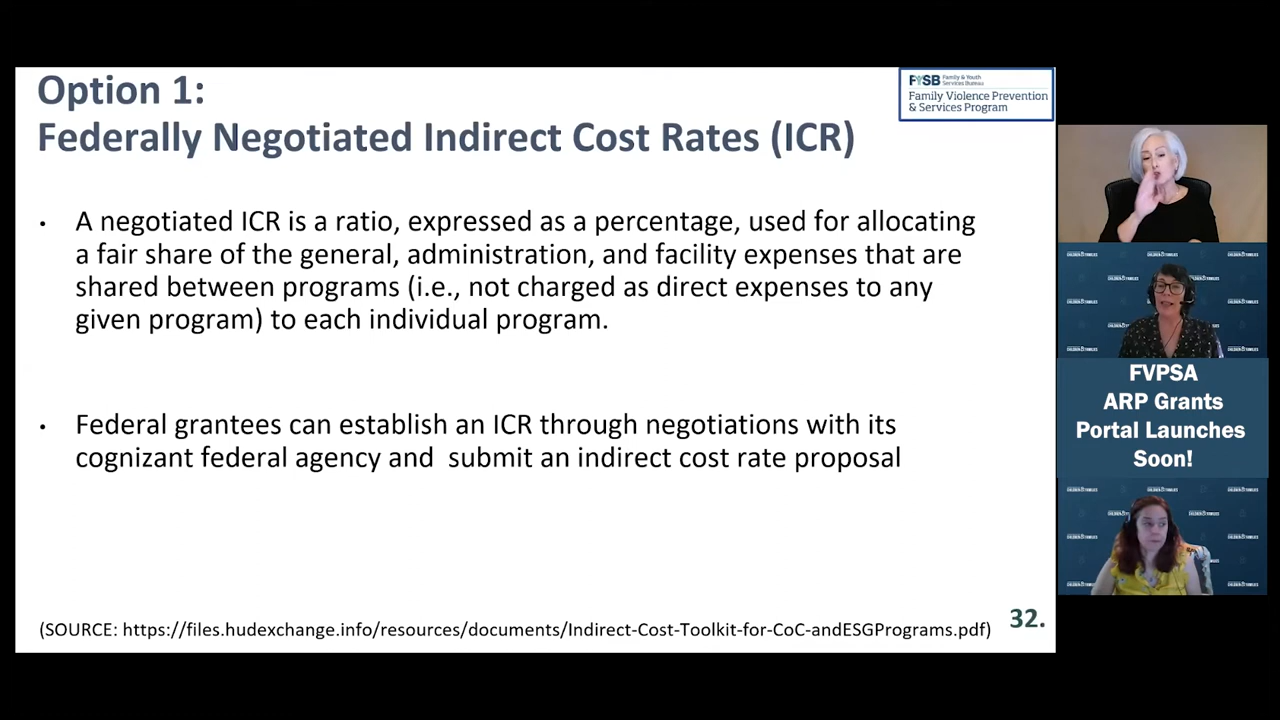 Option 1:
Federally Negotiated Indirect Cost Rates (ICR)
FYSB Family & Youth
Services Bureau
Family Violence Prevention
& Services Program
• A negotiated ICR is a ratio, expressed as a percentage, used for allocating
a fair share of the general, administration, and facility expenses that are
shared between programs (i.e., not charged as direct expenses to any
given program) to each individual program.
• Federal grantees can establish an ICR through negotiations with its
cognizant federal agency and submit an indirect cost rate proposal
(SOURCE: https://files.hudexchange.info/resources/documents/Indirect-Cost-Toolkit-for-CoC-andESGPrograms.pdf)
32.
FVPSA
ARP Grants
Portal Launches
Soon!